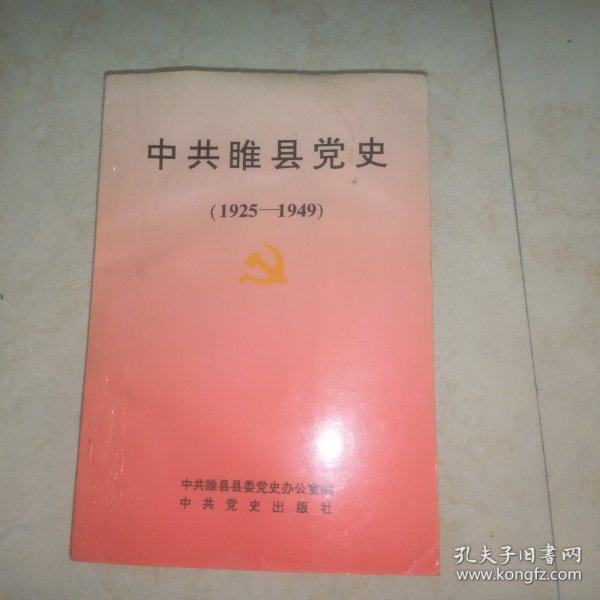 中共睢县党史
(1925—1949)
中共睢县县委党史办公室编
中共党史出版社
孔夫子旧书网
www.kongfz.com